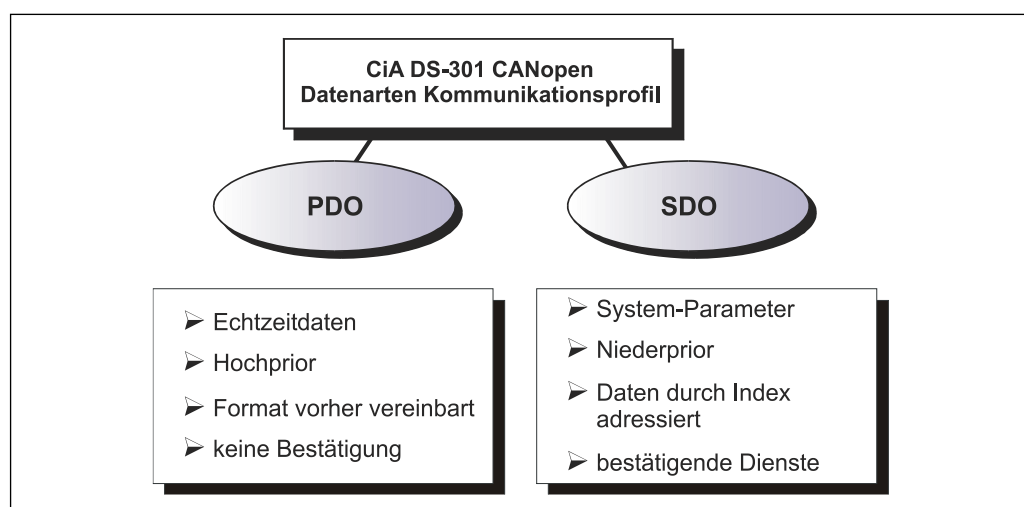 CiA DS-301 CANopen
Datenarten Kommunikationsprofil
PDO
SDO
Echtzeitdaten
Hochprior
Format vorher vereinbart
keine Bestätigung
System-Parameter
Niederprior
Daten durch Index
adressiert
bestätigende Dienste